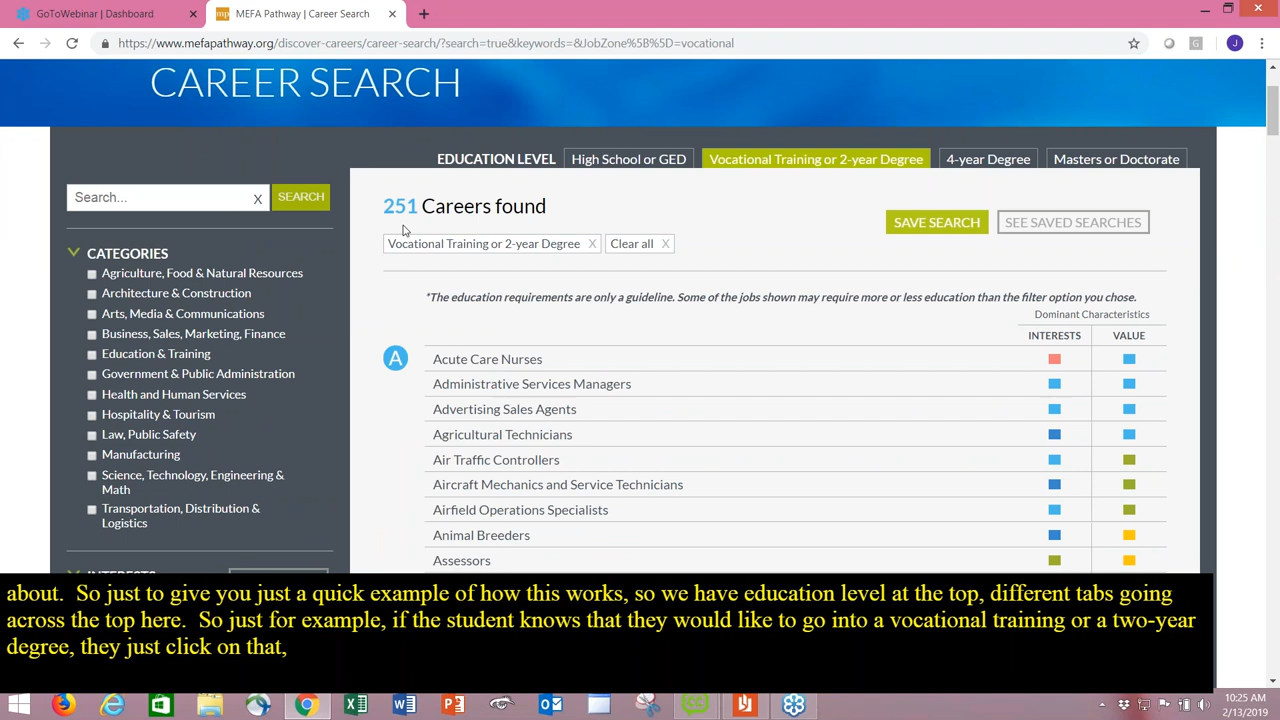 GoToWebinar | Dashboard
MEFA Pathway | Career Search
https://www.mefapathway.org/discover-careers/career-search/?search=true&keywords=&JobZone%5B%5D=vocational
J
CAREER SEARCH
EDUCATION LEVEL High School or GED Vocational Training or 2-year Degree 4-year Degree Masters or Doctorate
Search... X SEARCH
251 Careers found
SAVE SEARCH SEE SAVED SEARCHES
Vocational Training or 2-year Degree X Clear all X
CATEGORIES
Agriculture, Food & Natural Resources
Architecture & Construction
Arts, Media & Communications
Business, Sales, Marketing, Finance
Education & Training
Government & Public Administration
Health and Human Services
Hospitality & Tourism
Law, Public Safety
Manufacturing
Science, Technology, Engineering &
Math
Transportation, Distribution &
Logistics
*The education requirements are only a guideline. Some of the jobs shown may require more or less education than the filter option you chose.
Dominant Characteristics
INTERESTS VALUE
A
Acute Care Nurses
Administrative Services Managers
Advertising Sales Agents
Agricultural Technicians
Air Traffic Controllers
Aircraft Mechanics and Service Technicians
Airfield Operations Specialists
Animal Breeders
Assessors
about. So just to give you just a quick example of how this works, so we have education level at the top, different tabs going
across the top here. So just for example, if the student knows that they would like to go into a vocational training or a two-year
degree, they just click on that,
10:25 AM
2/13/2019